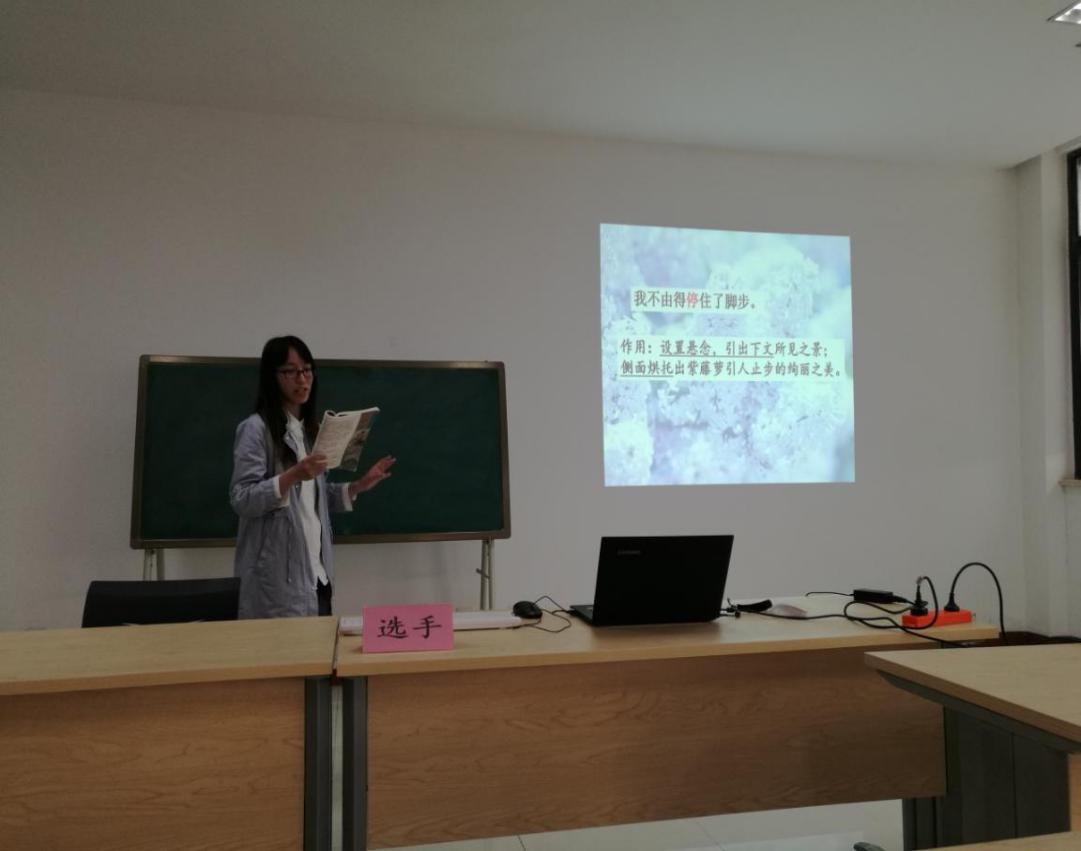 我不由得停住了脚步。
作用：设置悬念，引出下文所见之景；
侧面烘托出紫藤萝引人止步的绚丽之美。
选手
lenovo